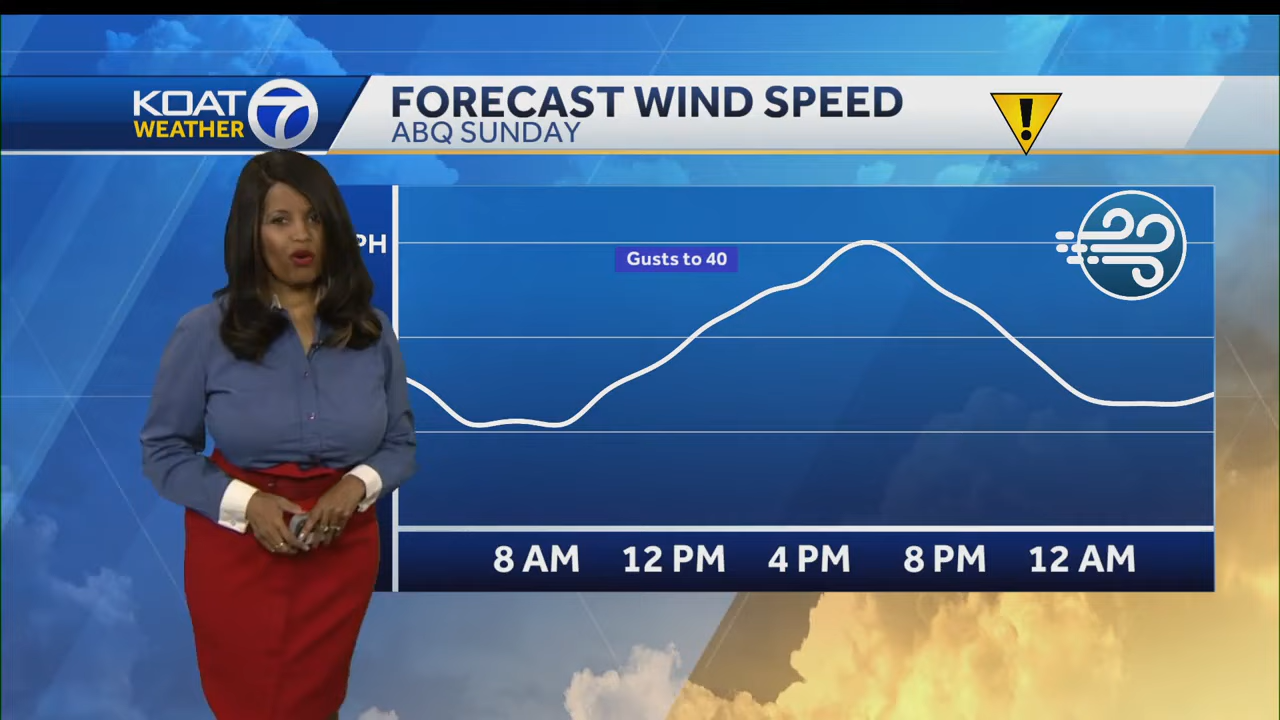 KOAT 7
WEATHER
FORECAST WIND SPEED
ABQ SUNDAY
!
PH
Gusts to 40
8 AM 12 PM 4 PM 8 PM 12 AM